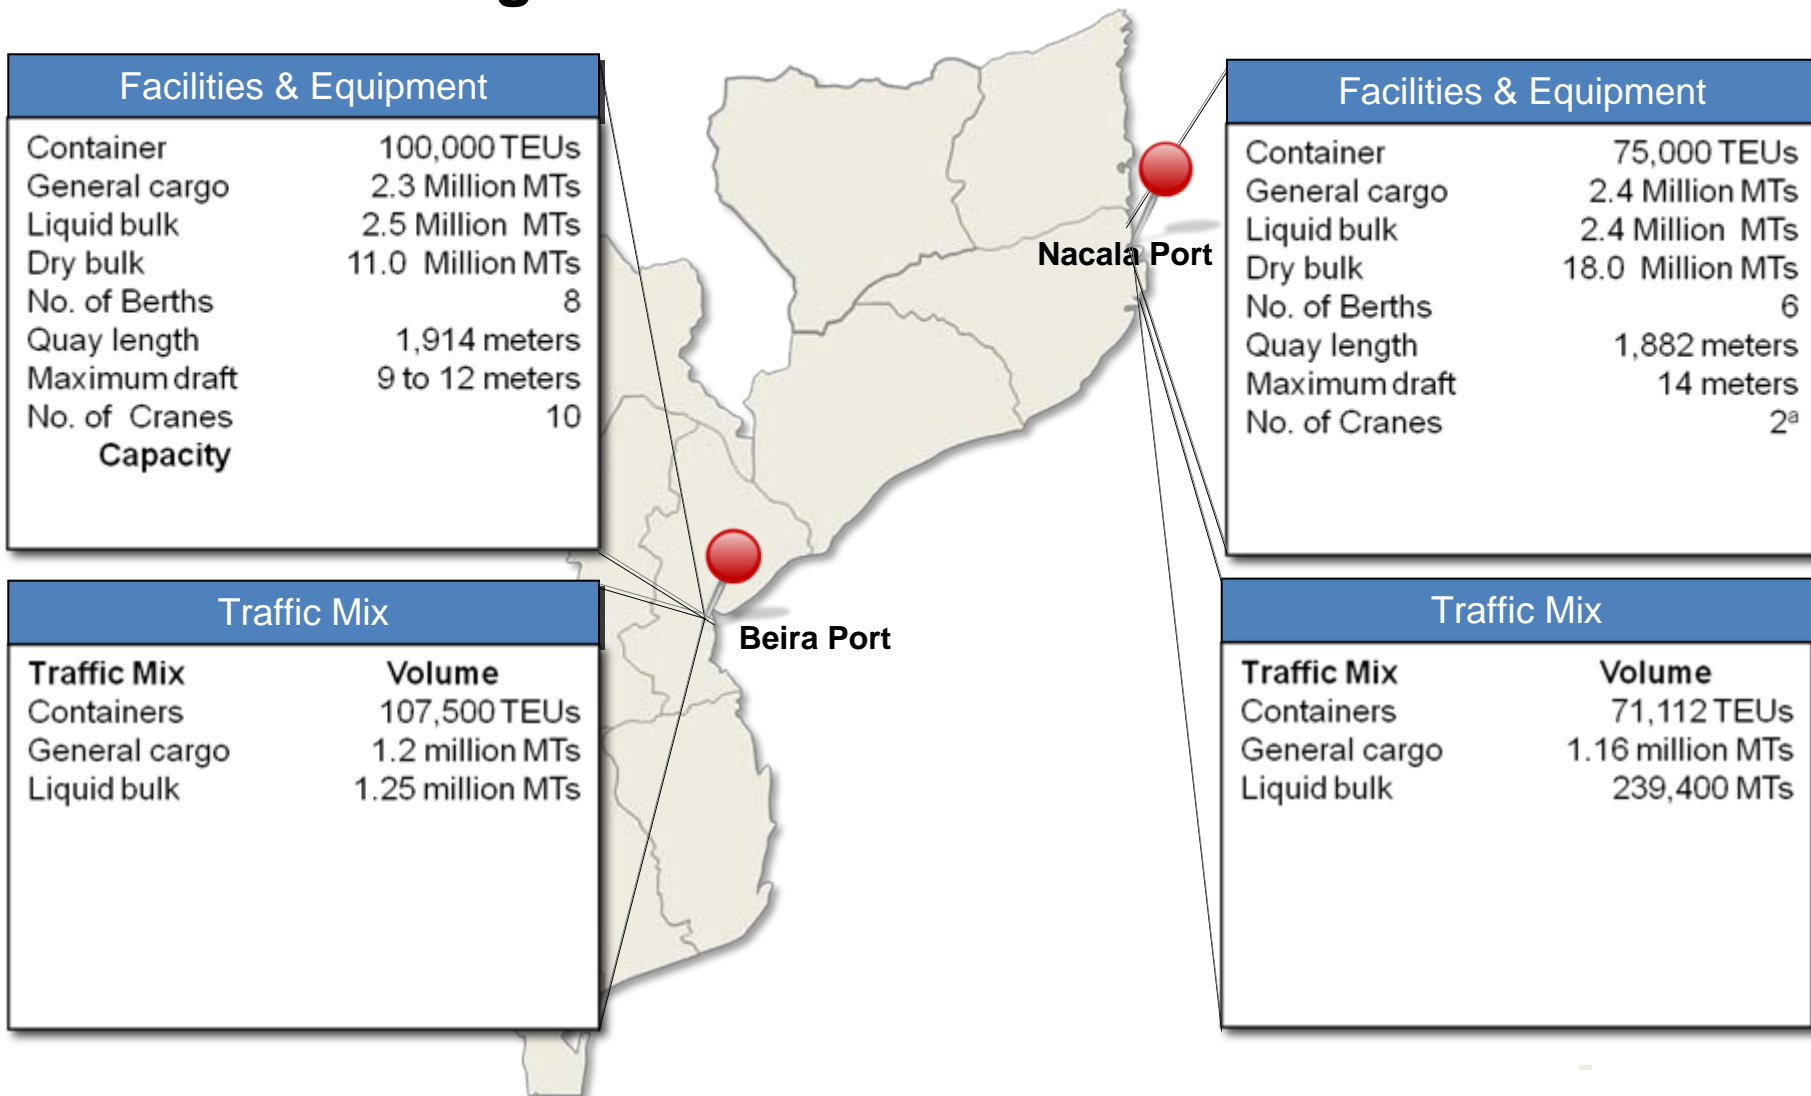 Facilities & Equipment
Container 100,000 TEUs
General cargo 2.3 Million MTs
Liquid bulk 2.5 Million MTs
Dry bulk 11.0 Million MTs
No. of Berths 8
Quay length 1,914 meters
Maximum draft 9 to 12 meters
No. of Cranes 10
Capacity
Traffic Mix
Traffic Mix Volume
Containers 107,500 TEUs
General cargo 1.2 million MTs
Liquid bulk 1.25 million MTs
Nacala Port
Beira Port
Facilities & Equipment
Container 75,000 TEUs
General cargo 2.4 Million MTs
Liquid bulk 2.4 Million MTs
Dry bulk 18.0 Million MTs
No. of Berths 6
Quay length 1,882 meters
Maximum draft 14 meters
No. of Cranes 2ᵃ
Traffic Mix
Traffic Mix Volume
Containers 71,112 TEUs
General cargo 1.16 million MTs
Liquid bulk 239,400 MTs